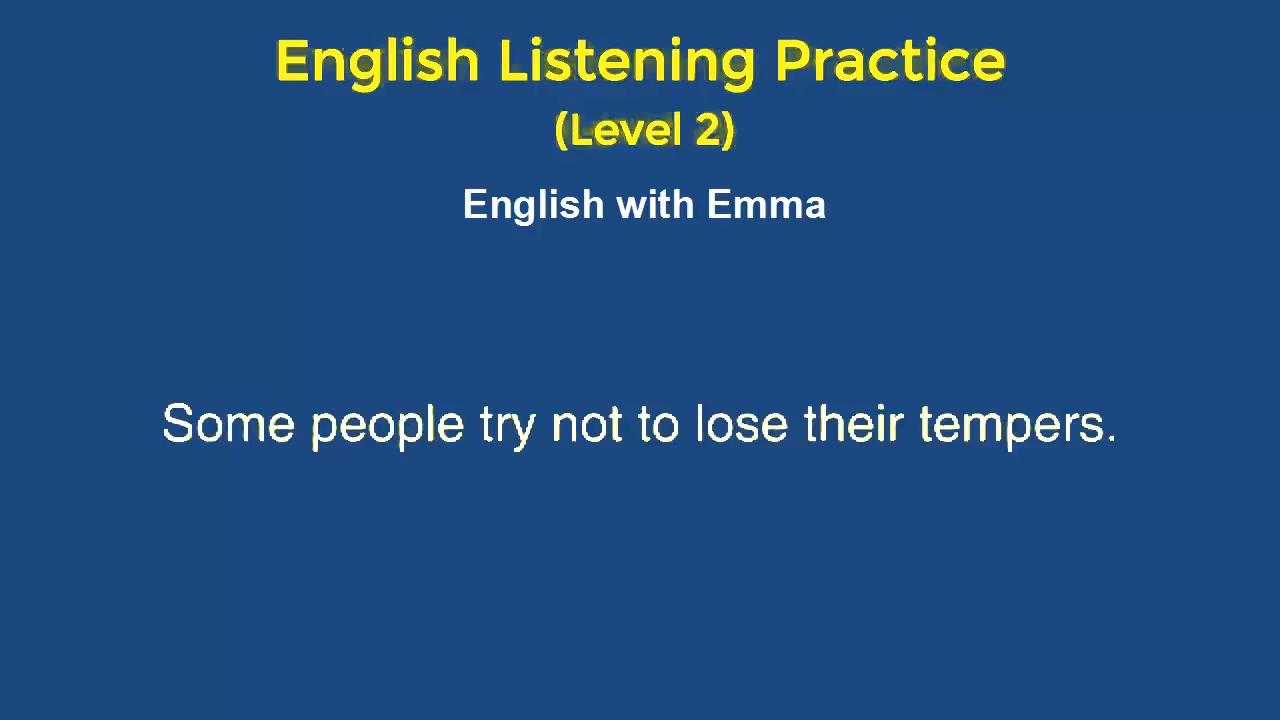 English Listening Practice
(Level 2)
English with Emma
Some people try not to lose their tempers.